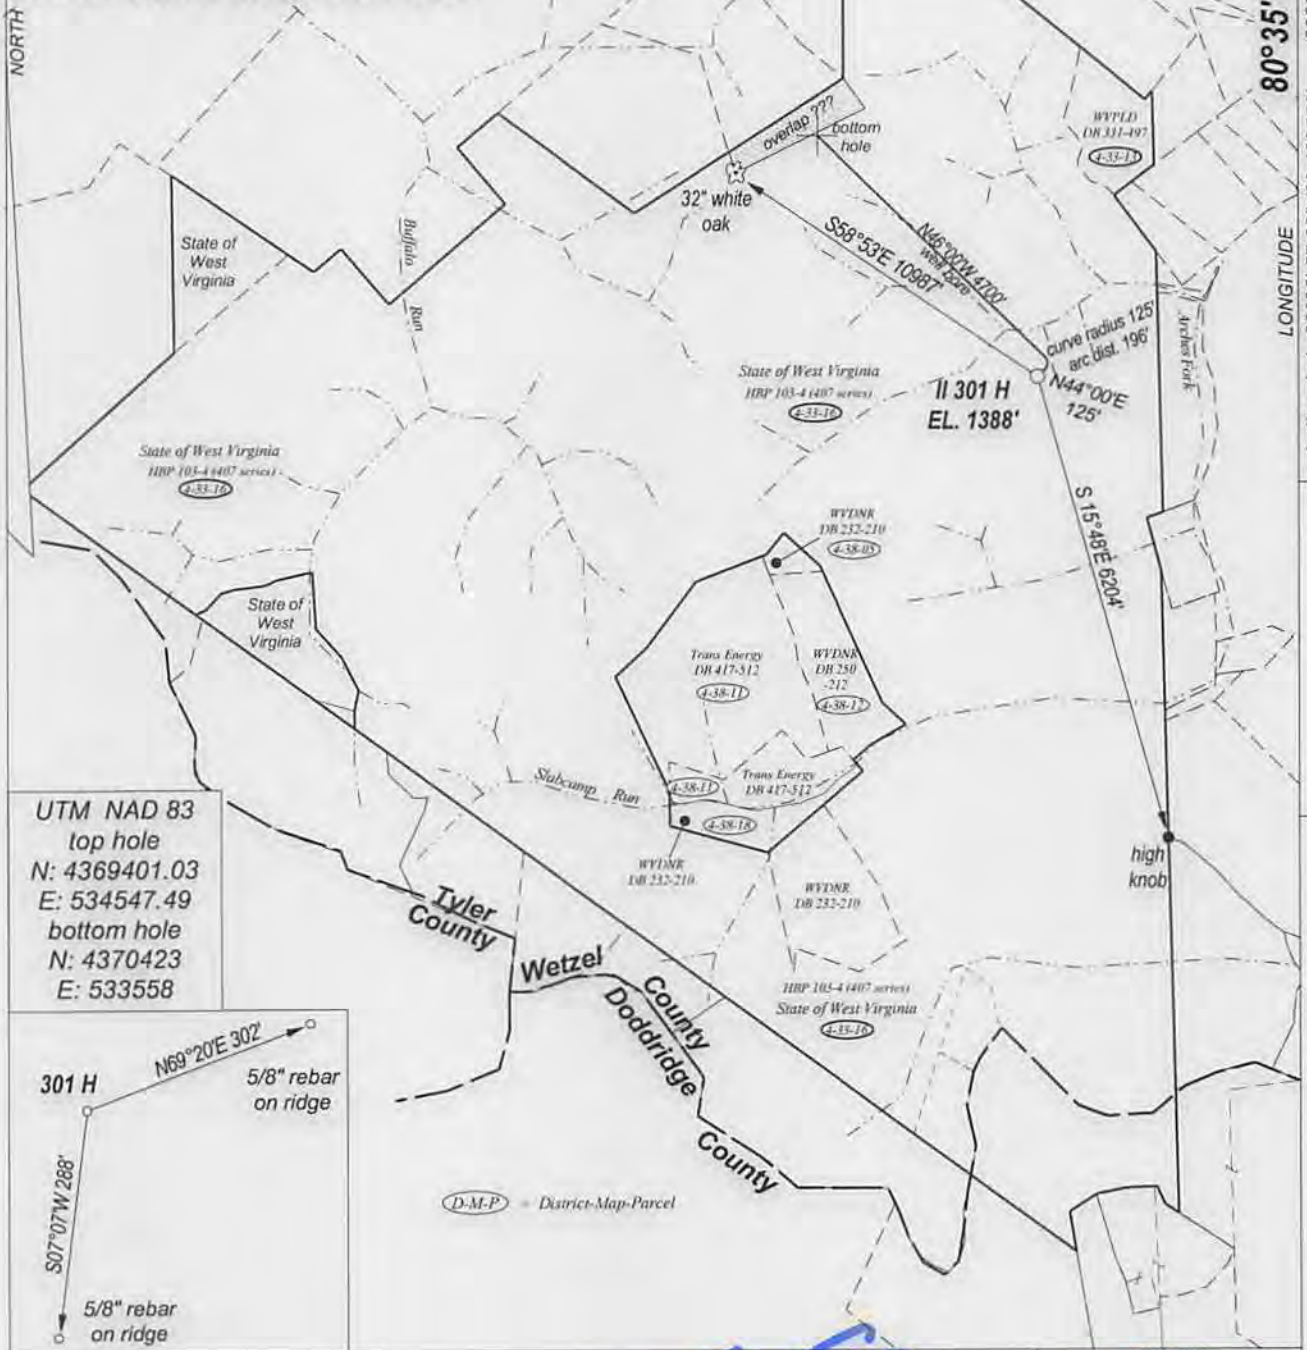 NORTH
80°35'
LONGITUDE
overlap ???
bottom
hole
32" white
oak
WVPLD
DB 331-497
4-33-13
State of
West
Virginia
Buffalo
Run
S58°53'E 10987'
N46°00'W 4700'
well bore
curve radius 125'
arc dist. 196'
Arches Fork
State of West Virginia
HBP 103-4 (407 series)
4-33-16
II 301 H
EL. 1388'
N44°00'E
125'
State of West Virginia
HBP 103-4 (407 series)
4-33-16
S 15°48'E 6204'
WVDNR
DB 232-210
4-38-05
State of
West
Virginia
Trans Energy
DB 417-512
4-38-11
WVDNR
DB 250
-212
4-38-12
Slabcamp Run
4-38-11
Trans Energy
DB 417-512
4-38-18
WVDNR
DB 232-210
WVDNR
DB 232-210
high
knob
UTM NAD 83
top hole
N: 4369401.03
E: 534547.49
bottom hole
N: 4370423
E: 533558
Tyler
County
Wetzel
County
Doddridge
County
HBP 103-4 (407 series)
State of West Virginia
4-33-16
301 H
N69°20'E 302'
5/8" rebar
on ridge
S07°07'W 288'
5/8" rebar
on ridge
D-M-P = District-Map-Parcel